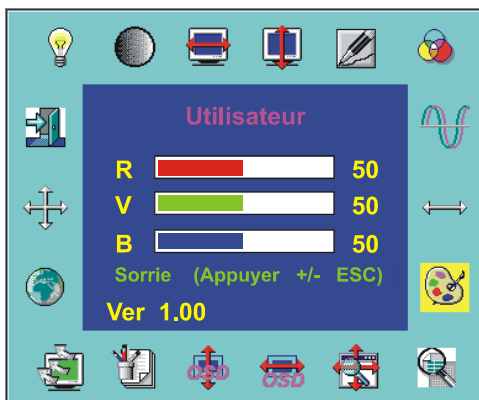 Utilisateur
R 50
V 50
B 50
Sorrie (Appuyer +/- ESC)
Ver 1.00
OSD OSD